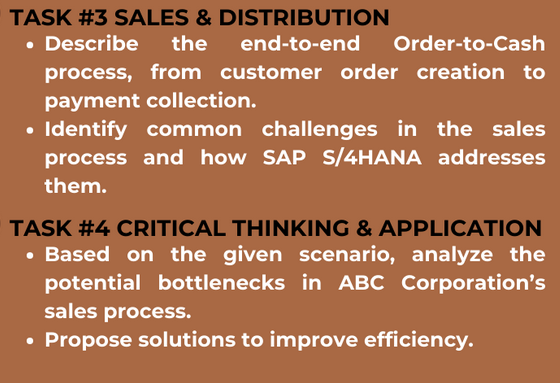 TASK #3 SALES & DISTRIBUTION
• Describe the end-to-end Order-to-Cash
process, from customer order creation to
payment collection.
• Identify common challenges in the sales
process and how SAP S/4HANA addresses
them.
TASK #4 CRITICAL THINKING & APPLICATION
• Based on the given scenario, analyze the
potential bottlenecks in ABC Corporation’s
sales process.
• Propose solutions to improve efficiency.